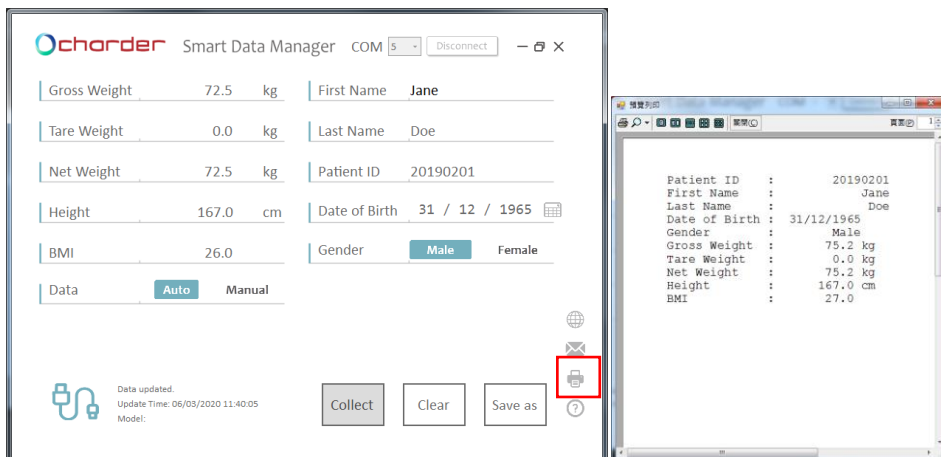 charder Smart Data Manager COM 5 Disconnect
Gross Weight 72.5 kg
Tare Weight 0.0 kg
Net Weight 72.5 kg
Height 167.0 cm
BMI 26.0
Data Auto Manual
First Name Jane
Last Name Doe
Patient ID 20190201
Date of Birth 31 / 12 / 1965
Gender Male Female
Data updated.
Update Time: 06/03/2020 11:40:05
Model:
Collect Clear Save as
?
預覽列印
關閉(C) 頁面(P) 1
Patient ID : 20190201
First Name : Jane
Last Name : Doe
Date of Birth : 31/12/1965
Gender : Male
Gross Weight : 75.2 kg
Tare Weight : 0.0 kg
Net Weight : 75.2 kg
Height : 167.0 cm
BMI : 27.0